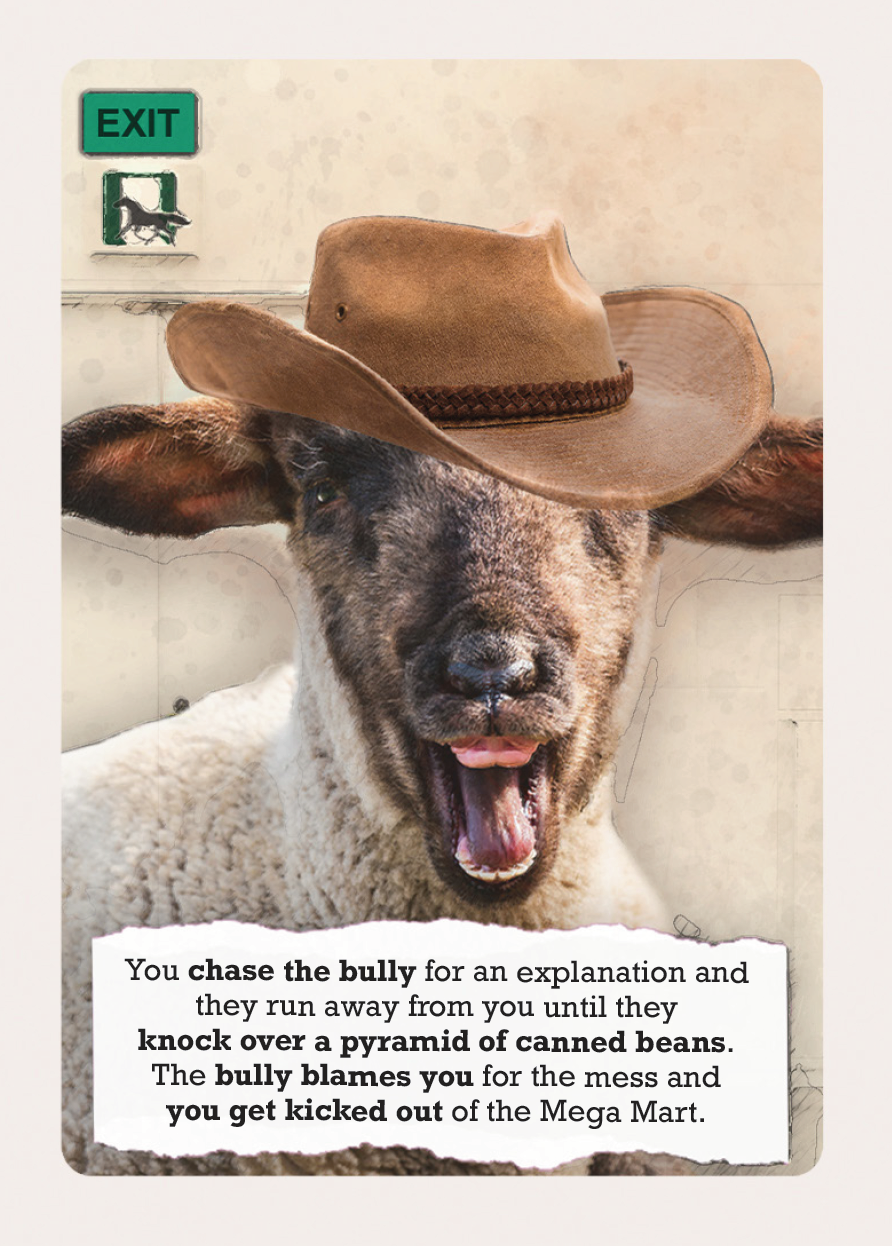 EXIT
You chase the bully for an explanation and
they run away from you until they
knock over a pyramid of canned beans.
The bully blames you for the mess and
you get kicked out of the Mega Mart.